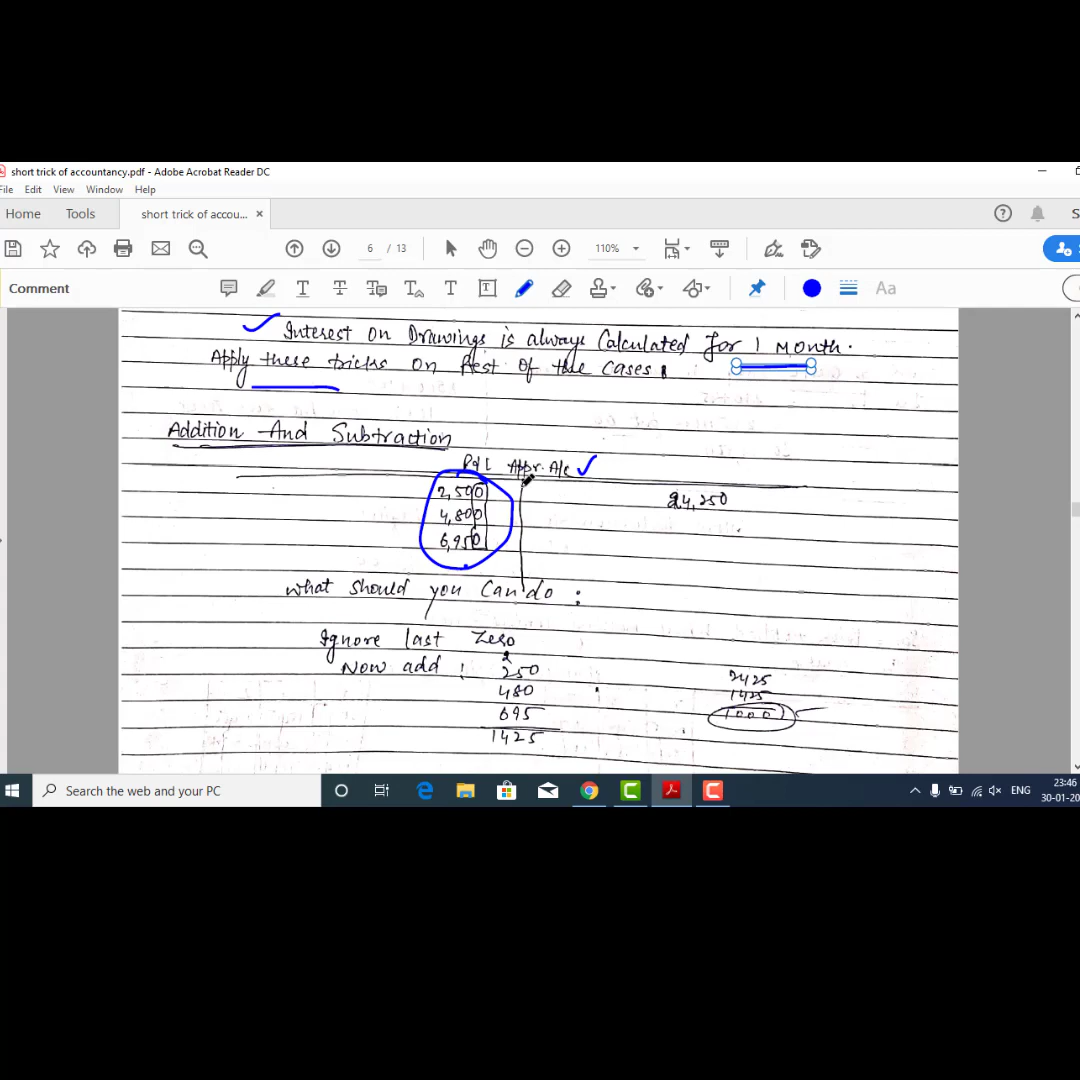 short trick of accountancy.pdf - Adobe Acrobat Reader DC
File Edit View Window Help
Home Tools short trick of accou... ×
6 / 13 110%
Comment Aa
Interest on Drawings is always Calculated for 1 Month.
Apply these tricks on Rest of the Cases:
Addition And Subtraction
P&L Appr. A/c
2,500 24,250
4,800
6,950
What should you can do :
Ignore last Zero
Now add : 250 2425
480 1425
695 1000
1425
Search the web and your PC ENG 23:46
30-01-20